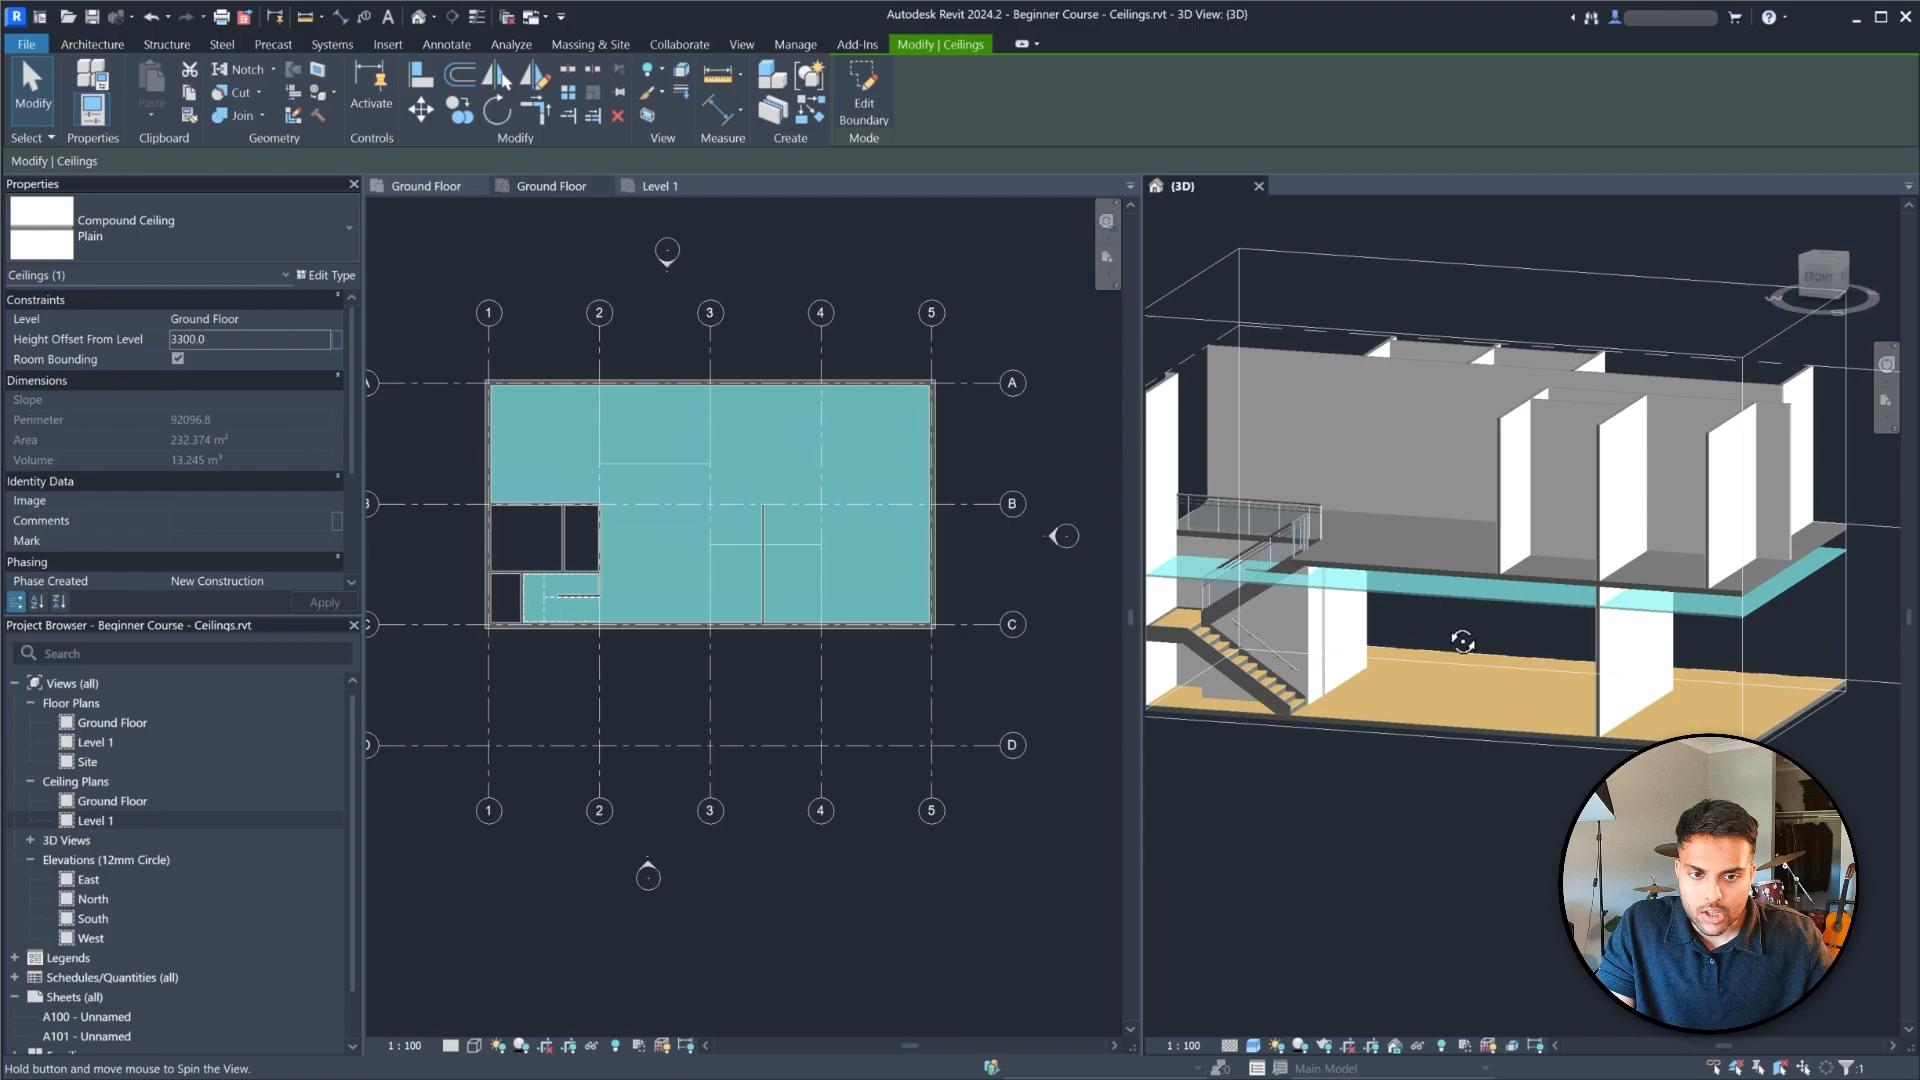 Autodesk Revit 2024.2 - Beginner Course - Ceilings.rvt - 3D View: {3D}
File Architecture Structure Steel Precast Systems Insert Annotate Analyze Massing & Site Collaborate View Manage Add-Ins Modify | Ceilings
Modify
Paste
Notch
Cut
Join
Activate
Edit
Boundary
Select Properties Clipboard Geometry Controls Modify View Measure Create Mode
Modify | Ceilings
Properties
Compound Ceiling
Plain
Ceilings (1) Edit Type
Constraints
Level Ground Floor
Height Offset From Level 3300.0
Room Bounding
Dimensions
Slope
Perimeter 92096.8
Area 232.374 m²
Volume 13.245 m³
Identity Data
Image
Comments
Mark
Phasing
Phase Created New Construction
Apply
Project Browser - Beginner Course - Ceilings.rvt
Search
Views (all)
Floor Plans
Ground Floor
Level 1
Site
Ceiling Plans
Ground Floor
Level 1
3D Views
Elevations (12mm Circle)
East
North
South
West
Legends
Schedules/Quantities (all)
Sheets (all)
A100 - Unnamed
A101 - Unnamed
Ground Floor Ground Floor Level 1
1 2 3 4 5
A
B
C
D
1 2 3 4 5
1 : 100
{3D}
FRONT
1 : 100
Hold button and move mouse to Spin the View.
Main Model
:1